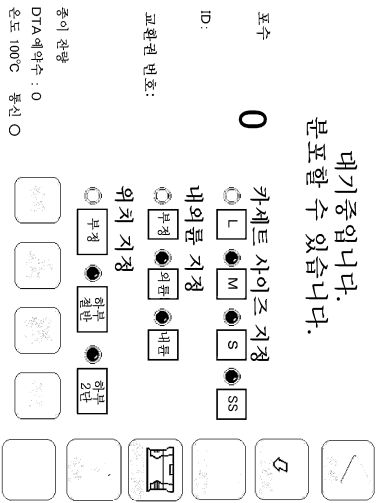 대기중입니다.
분포할 수 있습니다.
포수 0
ID:
교환권 번호:
종이 잔량
DTA예약수 : 0
온도 100°C 통신 ○
카세트 사이즈 지정
L M S SS
내외륜 지정
부정 외륜 내륜
위치 지정
부정 하부 절반 하부 2단